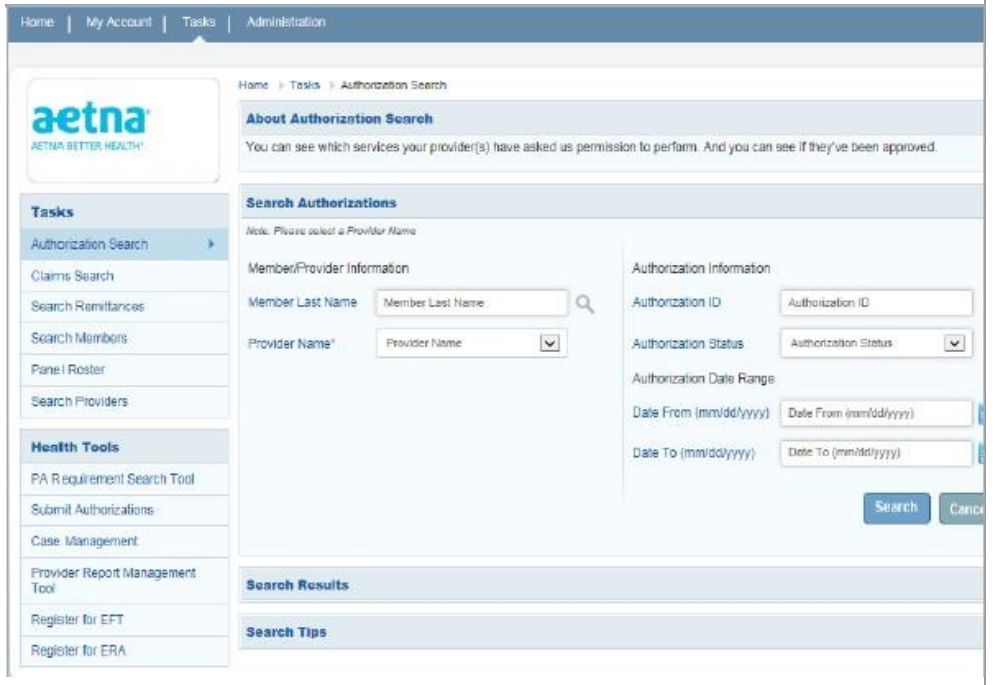 Home | My Account | Tasks | Administration
aetna
AETNA BETTER HEALTH
Home Tasks Authorization Search
About Authorization Search
You can see which services your provider(s) have asked us permission to perform. And you can see if they've been approved.
Tasks
Authorization Search
Claims Search
Search Remittances
Search Members
Panel Roster
Search Providers
Health Tools
PA Requirement Search Tool
Submit Authorizations
Case Management
Provider Report Management
Tool
Register for EFT
Register for ERA
Search Authorizations
Note: Please select a Provider Name
Member/Provider Information
Member Last Name Member Last Name
Provider Name* Provider Name
Authorization Information
Authorization ID Authorization ID
Authorization Status Authorization Status
Authorization Date Range
Date From (mm/dd/yyyy) Date From (mm/dd/yyyy)
Date To (mm/dd/yyyy) Date To (mm/dd/yyyy)
Search Cance
Search Results
Search Tips